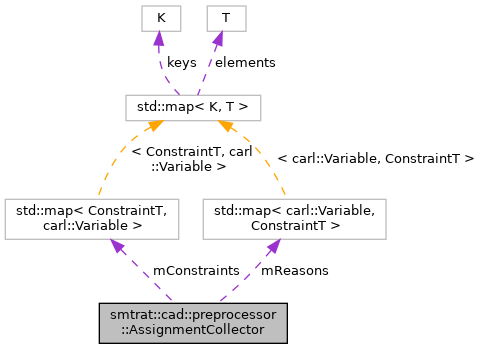 K
T
keys
elements
std::map< K, T >
< ConstraintT, carl
::Variable >
< carl::Variable, ConstraintT >
std::map< ConstraintT,
carl::Variable >
std::map< carl::Variable,
ConstraintT >
mConstraints
mReasons
smtrat::cad::preprocessor
::AssignmentCollector